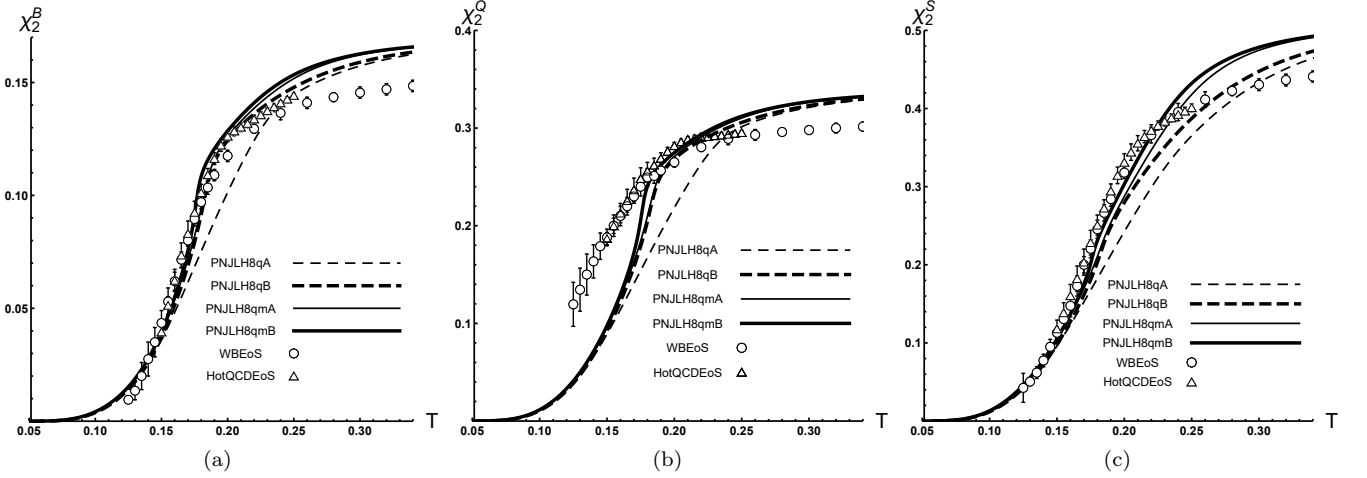 χ₂ᴮ
0.15
0.10
0.05
PNJLH8qA
PNJLH8qB
PNJLH8qmA
PNJLH8qmB
WBEoS
HotQCDEoS
0.05 0.10 0.15 0.20 0.25 0.30 T
(a)
χ₂^Q
0.4
0.3
0.2
0.1
PNJLH8qA
PNJLH8qB
PNJLH8qmA
PNJLH8qmB
WBEoS
HotQCDEoS
0.05 0.10 0.15 0.20 0.25 0.30 T
(b)
χ₂^S
0.5
0.4
0.3
0.2
0.1
PNJLH8qA
PNJLH8qB
PNJLH8qmA
PNJLH8qmB
WBEoS
HotQCDEoS
0.05 0.10 0.15 0.20 0.25 0.30 T
(c)